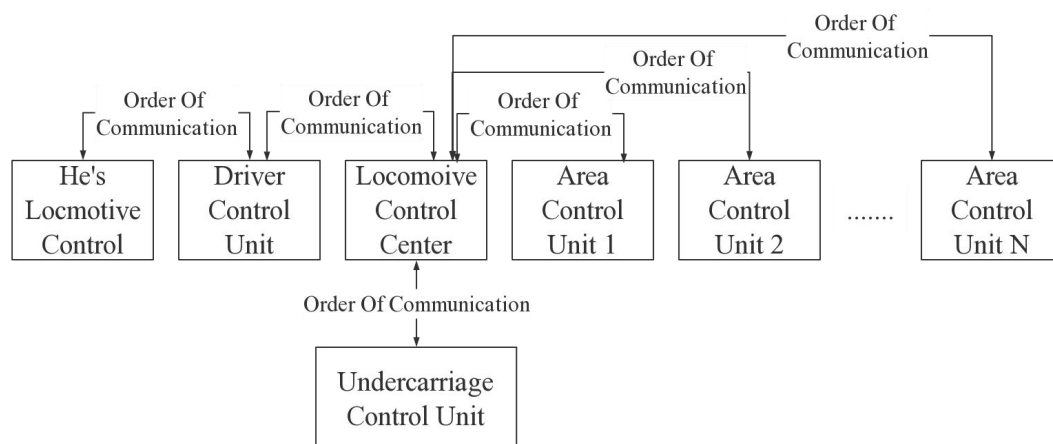 Order Of
Communication
Order Of
Communication
Order Of
Communication
Order Of
Communication
Order Of
Communication
He's
Locmotive
Control
Driver
Control
Unit
Locomoive
Control
Center
Area
Control
Unit 1
Area
Control
Unit 2
.......
Area
Control
Unit N
Order Of Communication
Undercarriage
Control Unit